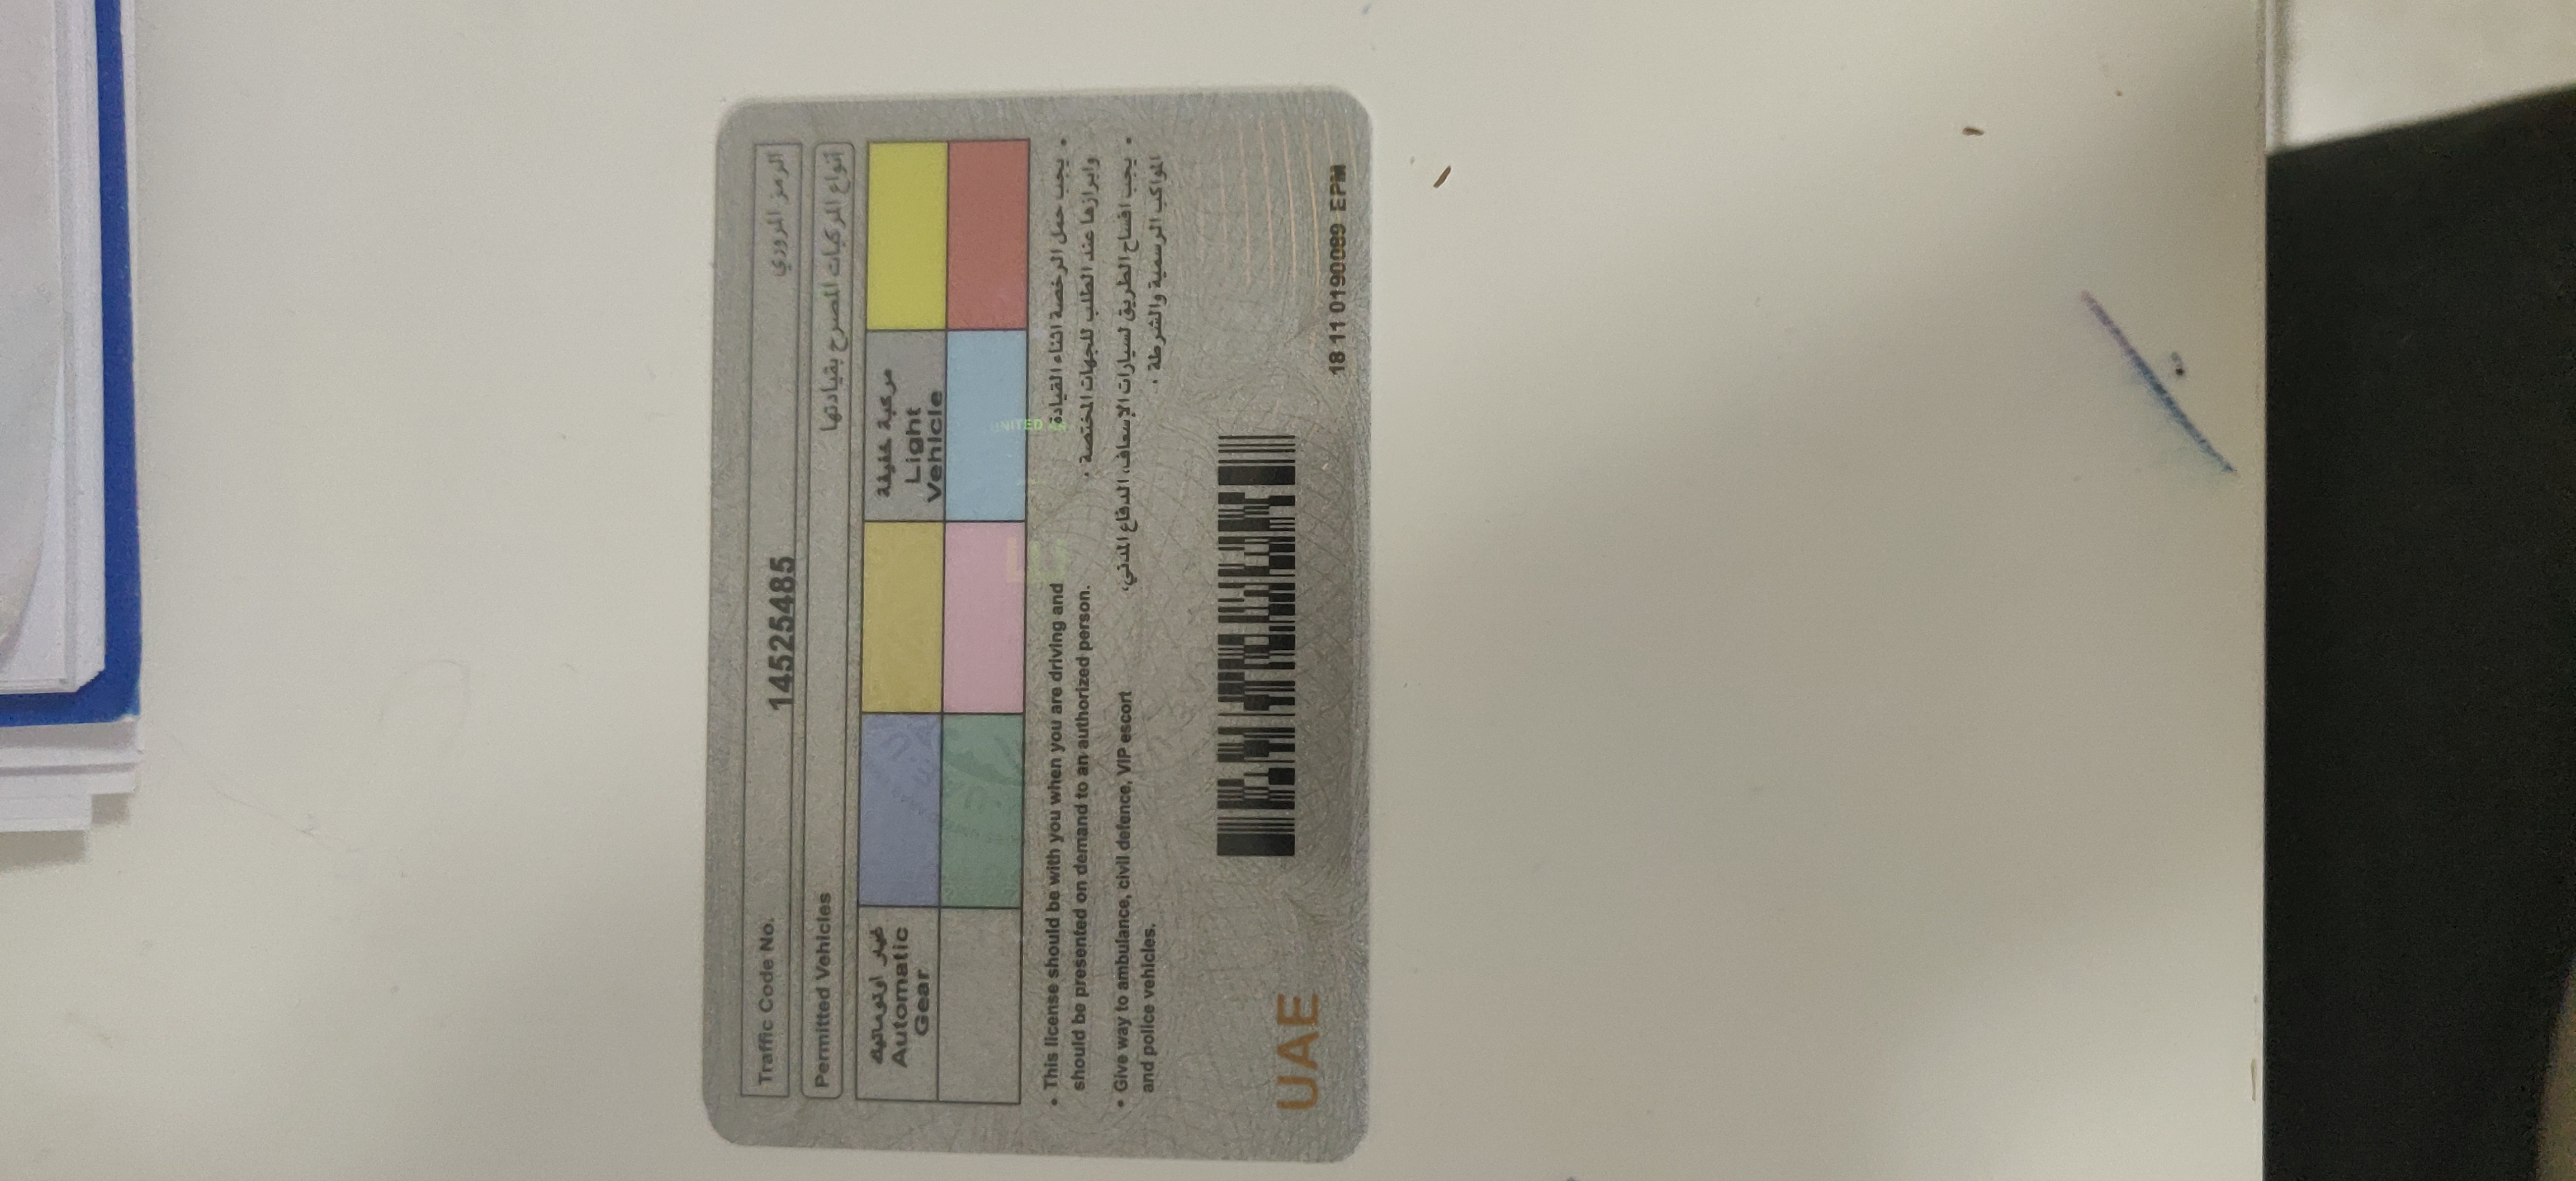 Traffic Code No. 14525485 الرمز المروري
Permitted Vehicles أنواع المركبات المصرح بقيادتها
غيار اوتوماتيك
Automatic
Gear
مركبة خفيفة
Light
Vehicle
• This license should be with you when you are driving and
should be presented on demand to an authorized person.
• يجب حمل الرخصة اثناء القيادة
وابرازها عند الطلب للجهات المختصة •
• Give way to ambulance, civil defence, VIP escort
and police vehicles.
• يجب افساح الطريق لسيارات الإسعاف، الدفاع المدني،
المواكب الرسمية والشرطة •
UAE
18 11 0190089 EPM